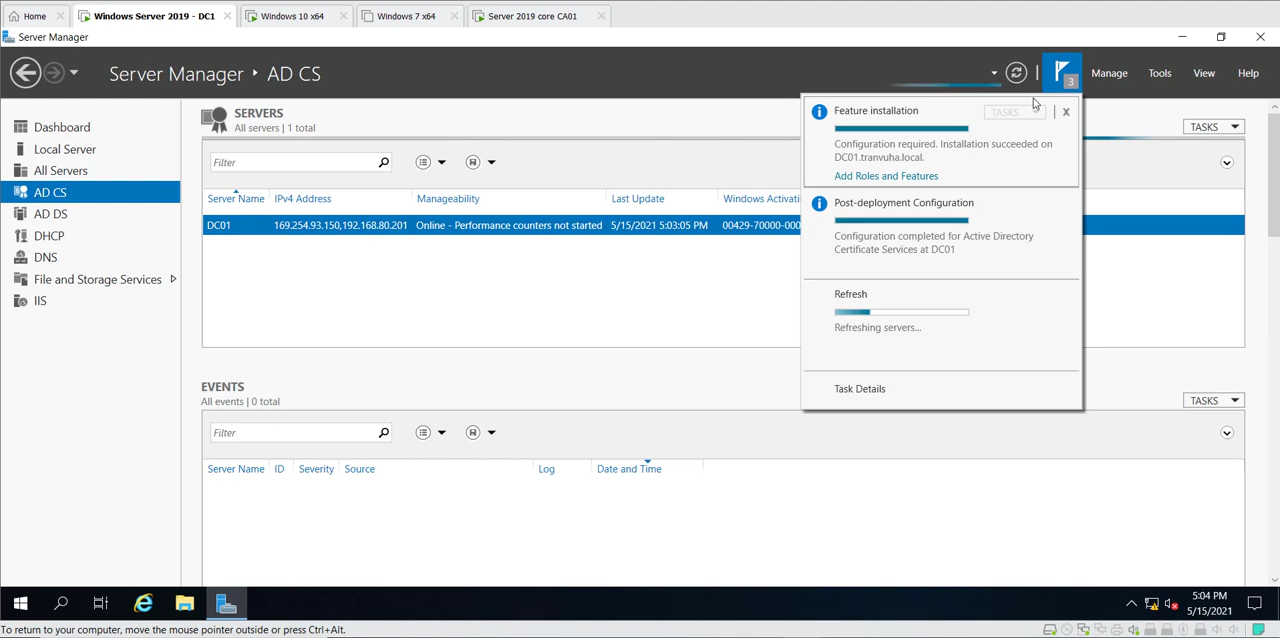 Home
Windows Server 2019 - DC1
Windows 10 x64
Windows 7 x64
Server 2019 core CA01
Server Manager
Server Manager ‣ AD CS
3
Manage
Tools
View
Help
Dashboard
Local Server
All Servers
AD CS
AD DS
DHCP
DNS
File and Storage Services
IIS
SERVERS
All servers | 1 total
TASKS
Filter
Server Name
IPv4 Address
Manageability
Last Update
Windows Activati
DC01
169.254.93.150,192.168.80.201
Online - Performance counters not started
5/15/2021 5:03:05 PM
00429-70000-000
Feature installation
TASKS
X
Configuration required. Installation succeeded on
DC01.tranvuha.local.
Add Roles and Features
Post-deployment Configuration
Configuration completed for Active Directory
Certificate Services at DC01
Refresh
Refreshing servers...
Task Details
EVENTS
All events | 0 total
TASKS
Filter
Server Name
ID
Severity
Source
Log
Date and Time
5:04 PM
5/15/2021
To return to your computer, move the mouse pointer outside or press Ctrl+Alt.